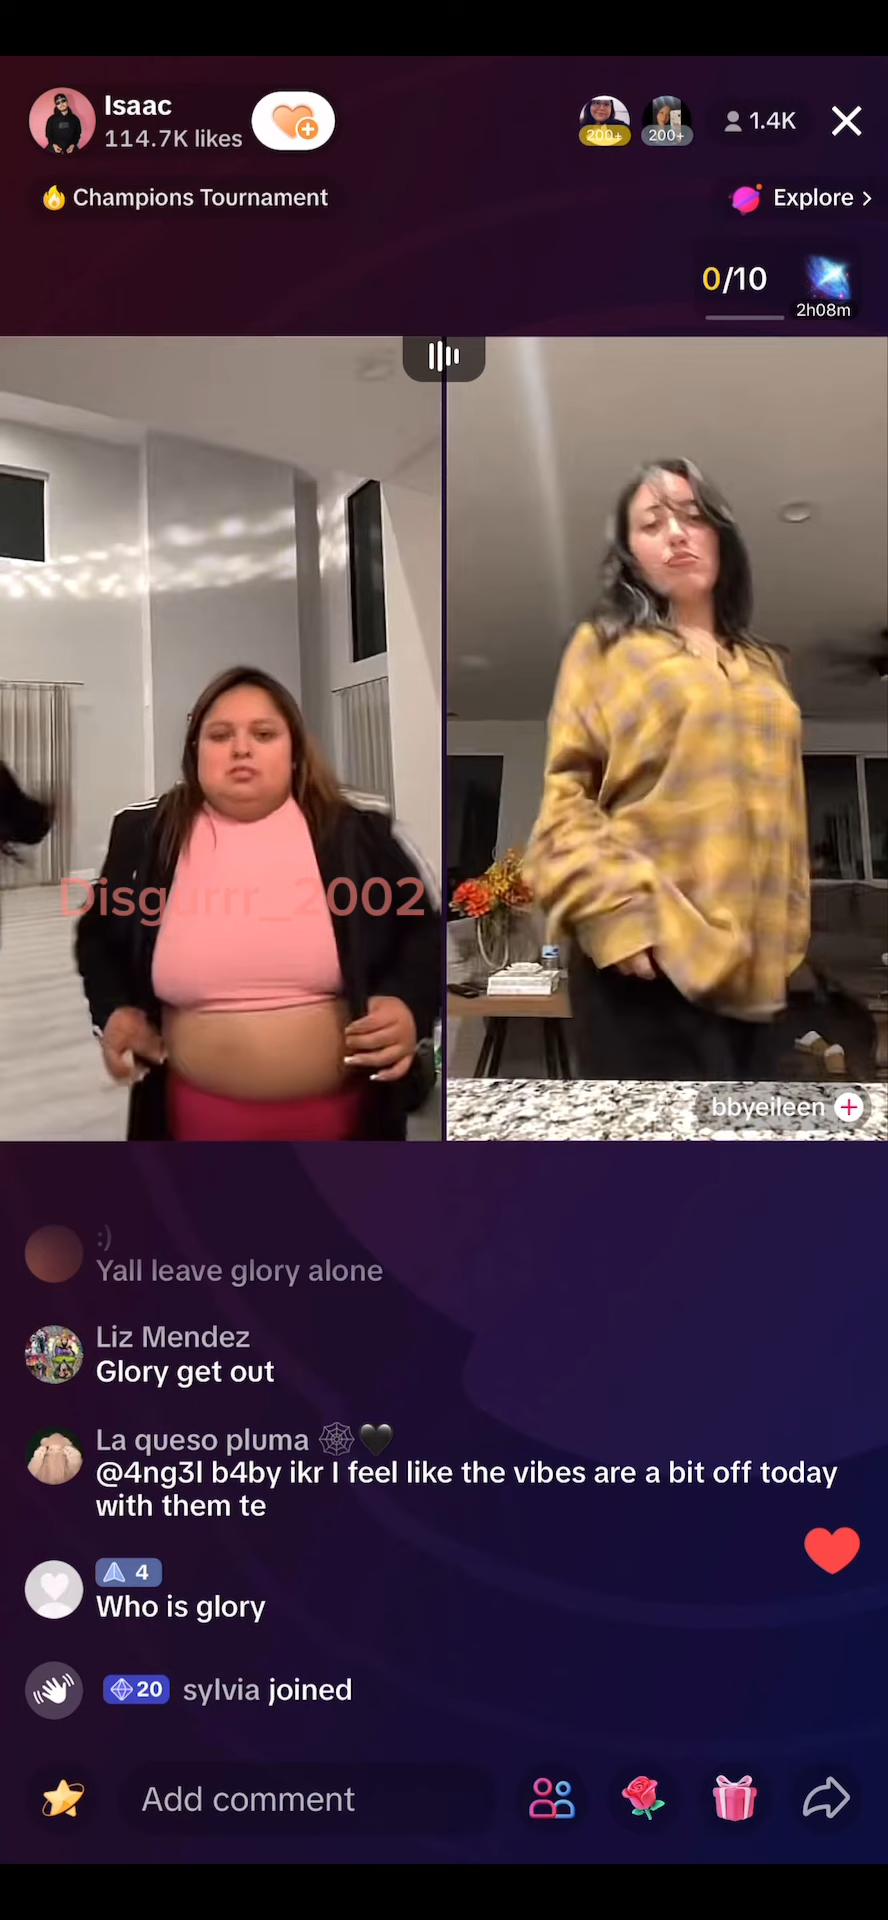 Isaac
114.7K likes
200+
200+
1.4K
Champions Tournament
Explore >
0/10
2h08m
Disgurrr_2002
bbyeileen
:)
Yall leave glory alone
Liz Mendez
Glory get out
La queso pluma 🕸️🖤
@4ng3l b4by ikr I feel like the vibes are a bit off today
with them te
4
Who is glory
20 sylvia joined
Add comment